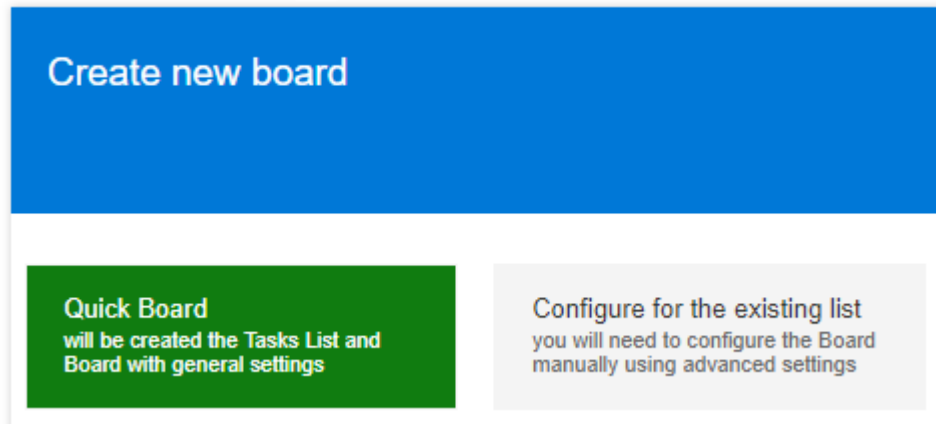 Create new board
Quick Board
will be created the Tasks List and
Board with general settings
Configure for the existing list
you will need to configure the Board
manually using advanced settings